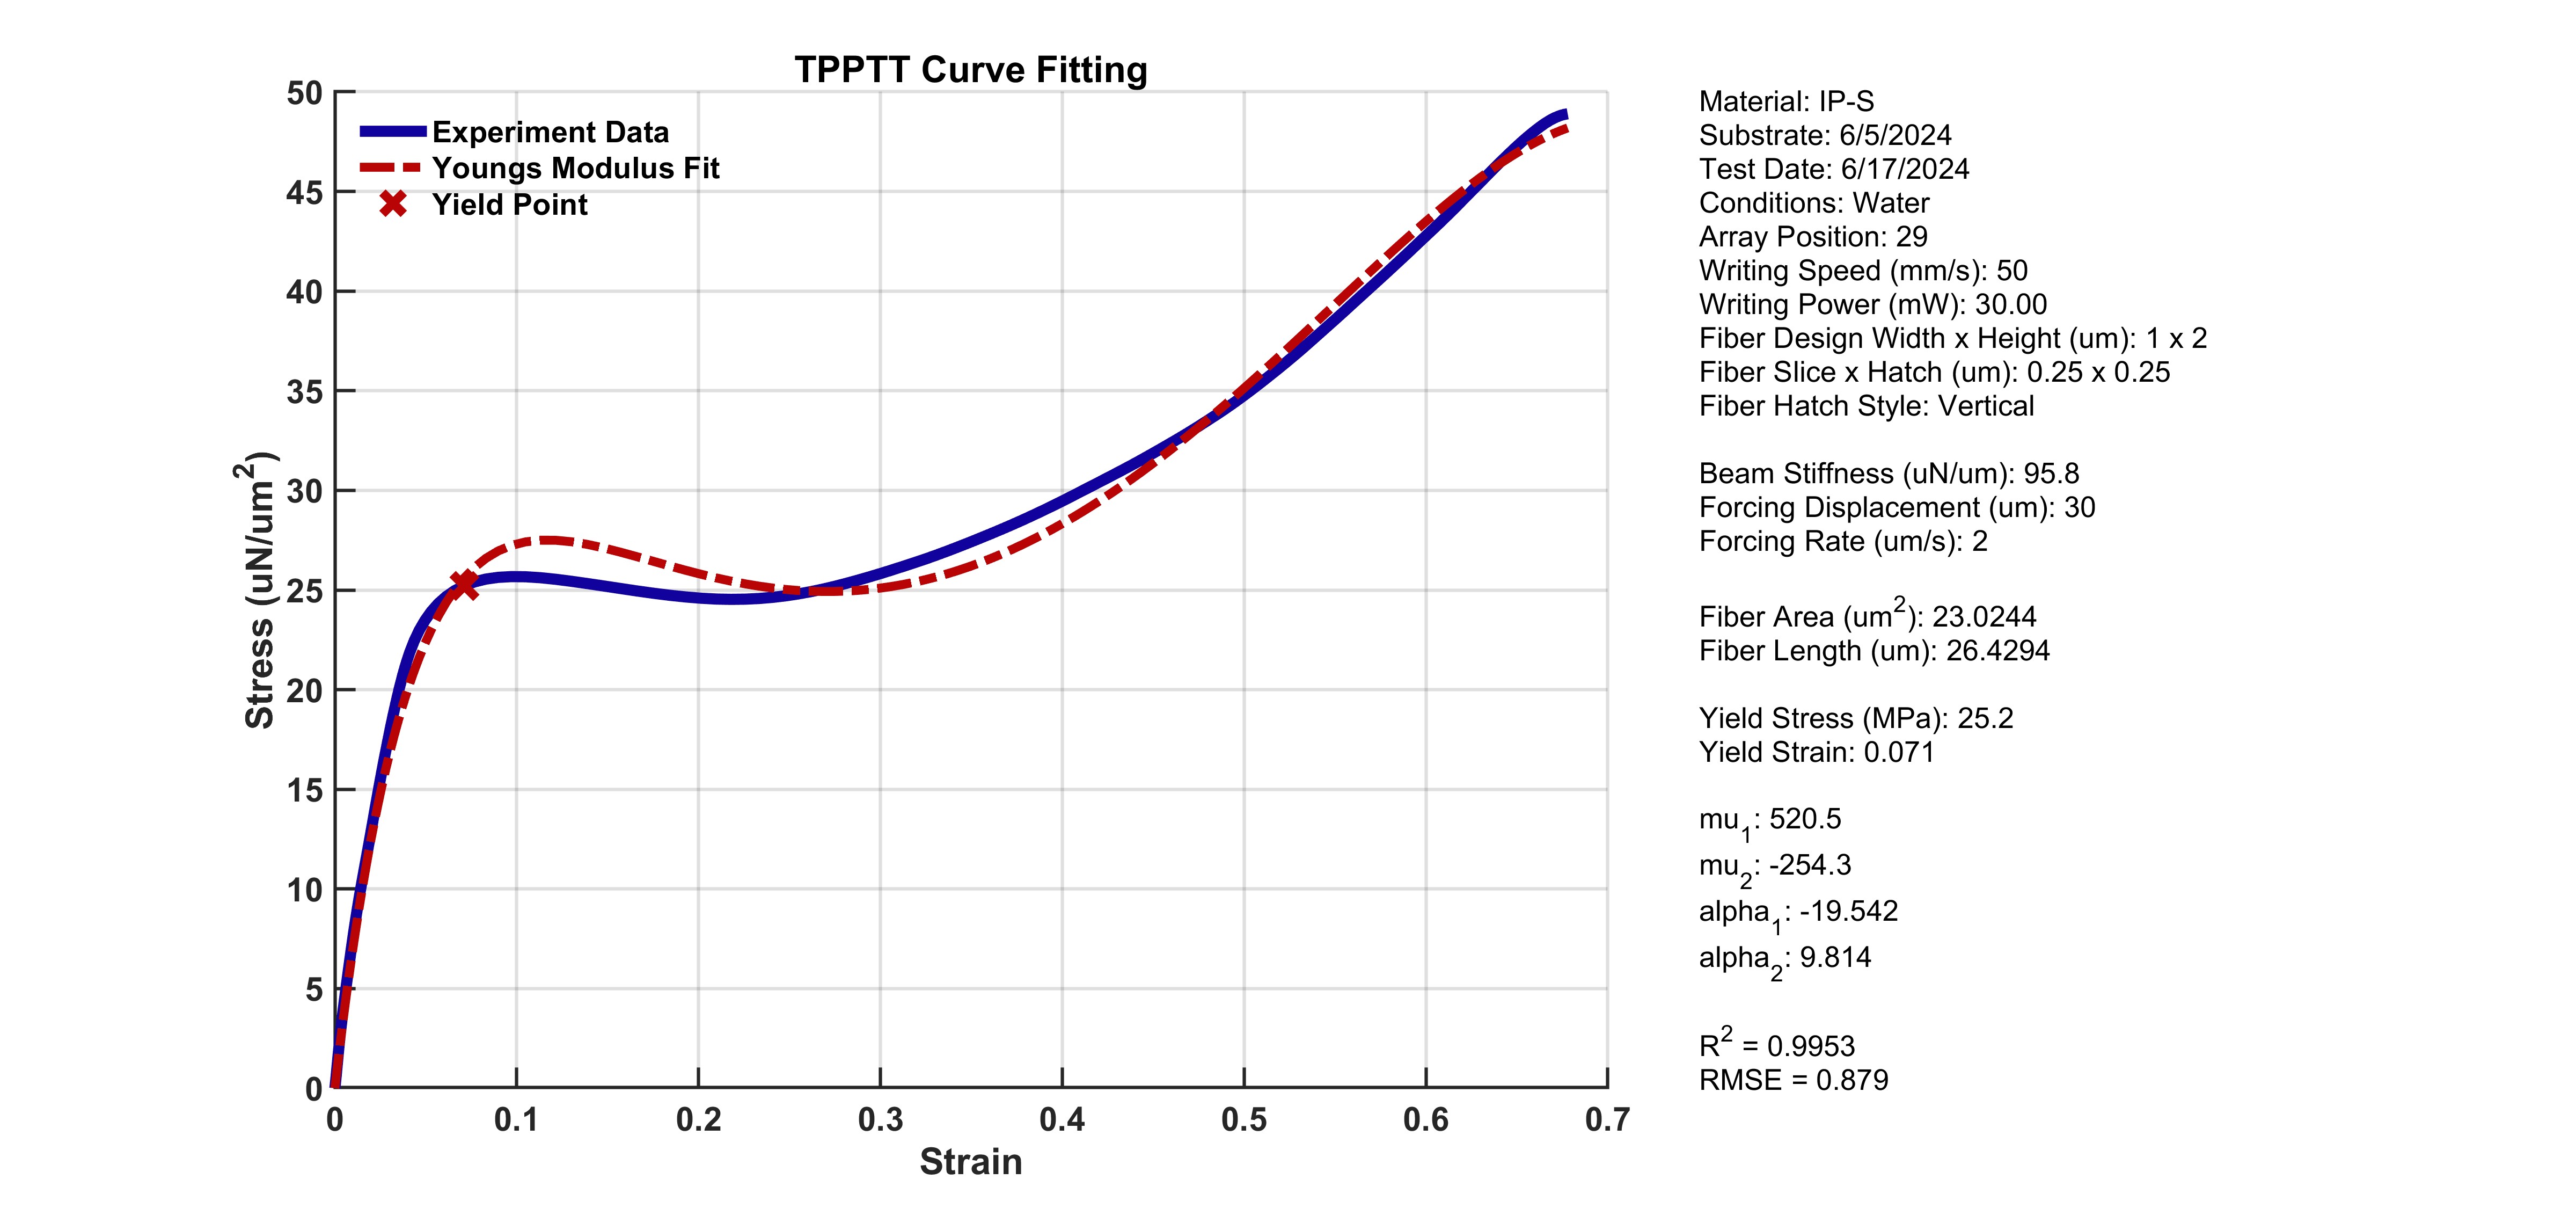 TPPTT Curve Fitting
50
45
40
35
30
25
20
15
10
5
0
Stress (uN/um²)
Experiment Data
Youngs Modulus Fit
Yield Point
0 0.1 0.2 0.3 0.4 0.5 0.6 0.7
Strain
Material: IP-S
Substrate: 6/5/2024
Test Date: 6/17/2024
Conditions: Water
Array Position: 29
Writing Speed (mm/s): 50
Writing Power (mW): 30.00
Fiber Design Width x Height (um): 1 x 2
Fiber Slice x Hatch (um): 0.25 x 0.25
Fiber Hatch Style: Vertical
Beam Stiffness (uN/um): 95.8
Forcing Displacement (um): 30
Forcing Rate (um/s): 2
Fiber Area (um²): 23.0244
Fiber Length (um): 26.4294
Yield Stress (MPa): 25.2
Yield Strain: 0.071
mu₁: 520.5
mu₂: -254.3
alpha₁: -19.542
alpha₂: 9.814
R² = 0.9953
RMSE = 0.879